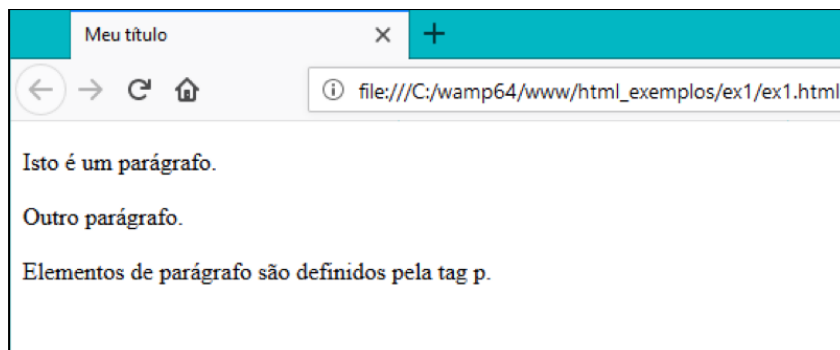 Meu título
file:///C:/wamp64/www/html_exemplos/ex1/ex1.html
Isto é um parágrafo.
Outro parágrafo.
Elementos de parágrafo são definidos pela tag p.